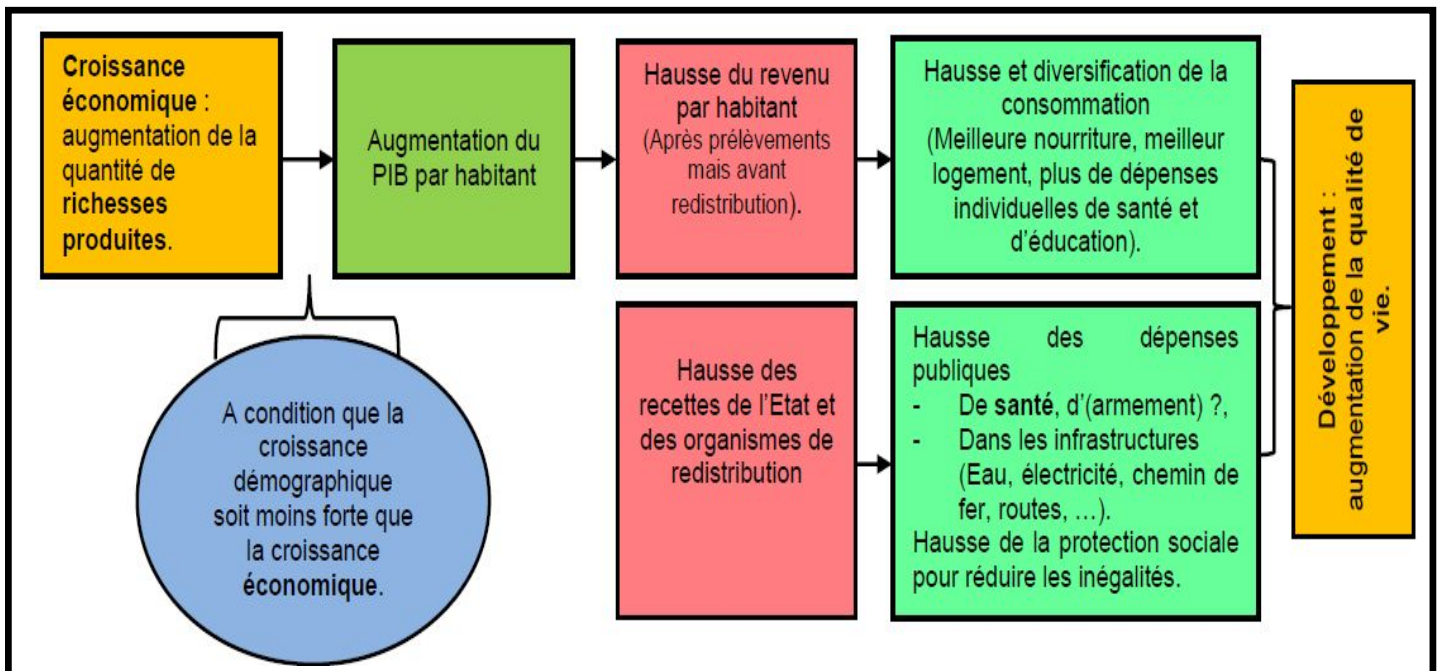 Croissance
économique :
augmentation de la
quantité de
richesses
produites.
Augmentation du
PIB par habitant
Hausse du revenu
par habitant
(Après prélèvements
mais avant
redistribution).
Hausse et diversification de la
consommation
(Meilleure nourriture, meilleur
logement, plus de dépenses
individuelles de santé et
d'éducation).
A condition que la
croissance
démographique
soit moins forte que
la croissance
économique.
Hausse des
recettes de l'Etat et
des organismes de
redistribution
Hausse des dépenses
publiques
- De santé, d'(armement) ?,
- Dans les infrastructures
(Eau, électricité, chemin de
fer, routes, …).
Hausse de la protection sociale
pour réduire les inégalités.
Développement :
augmentation de la qualité de
vie.